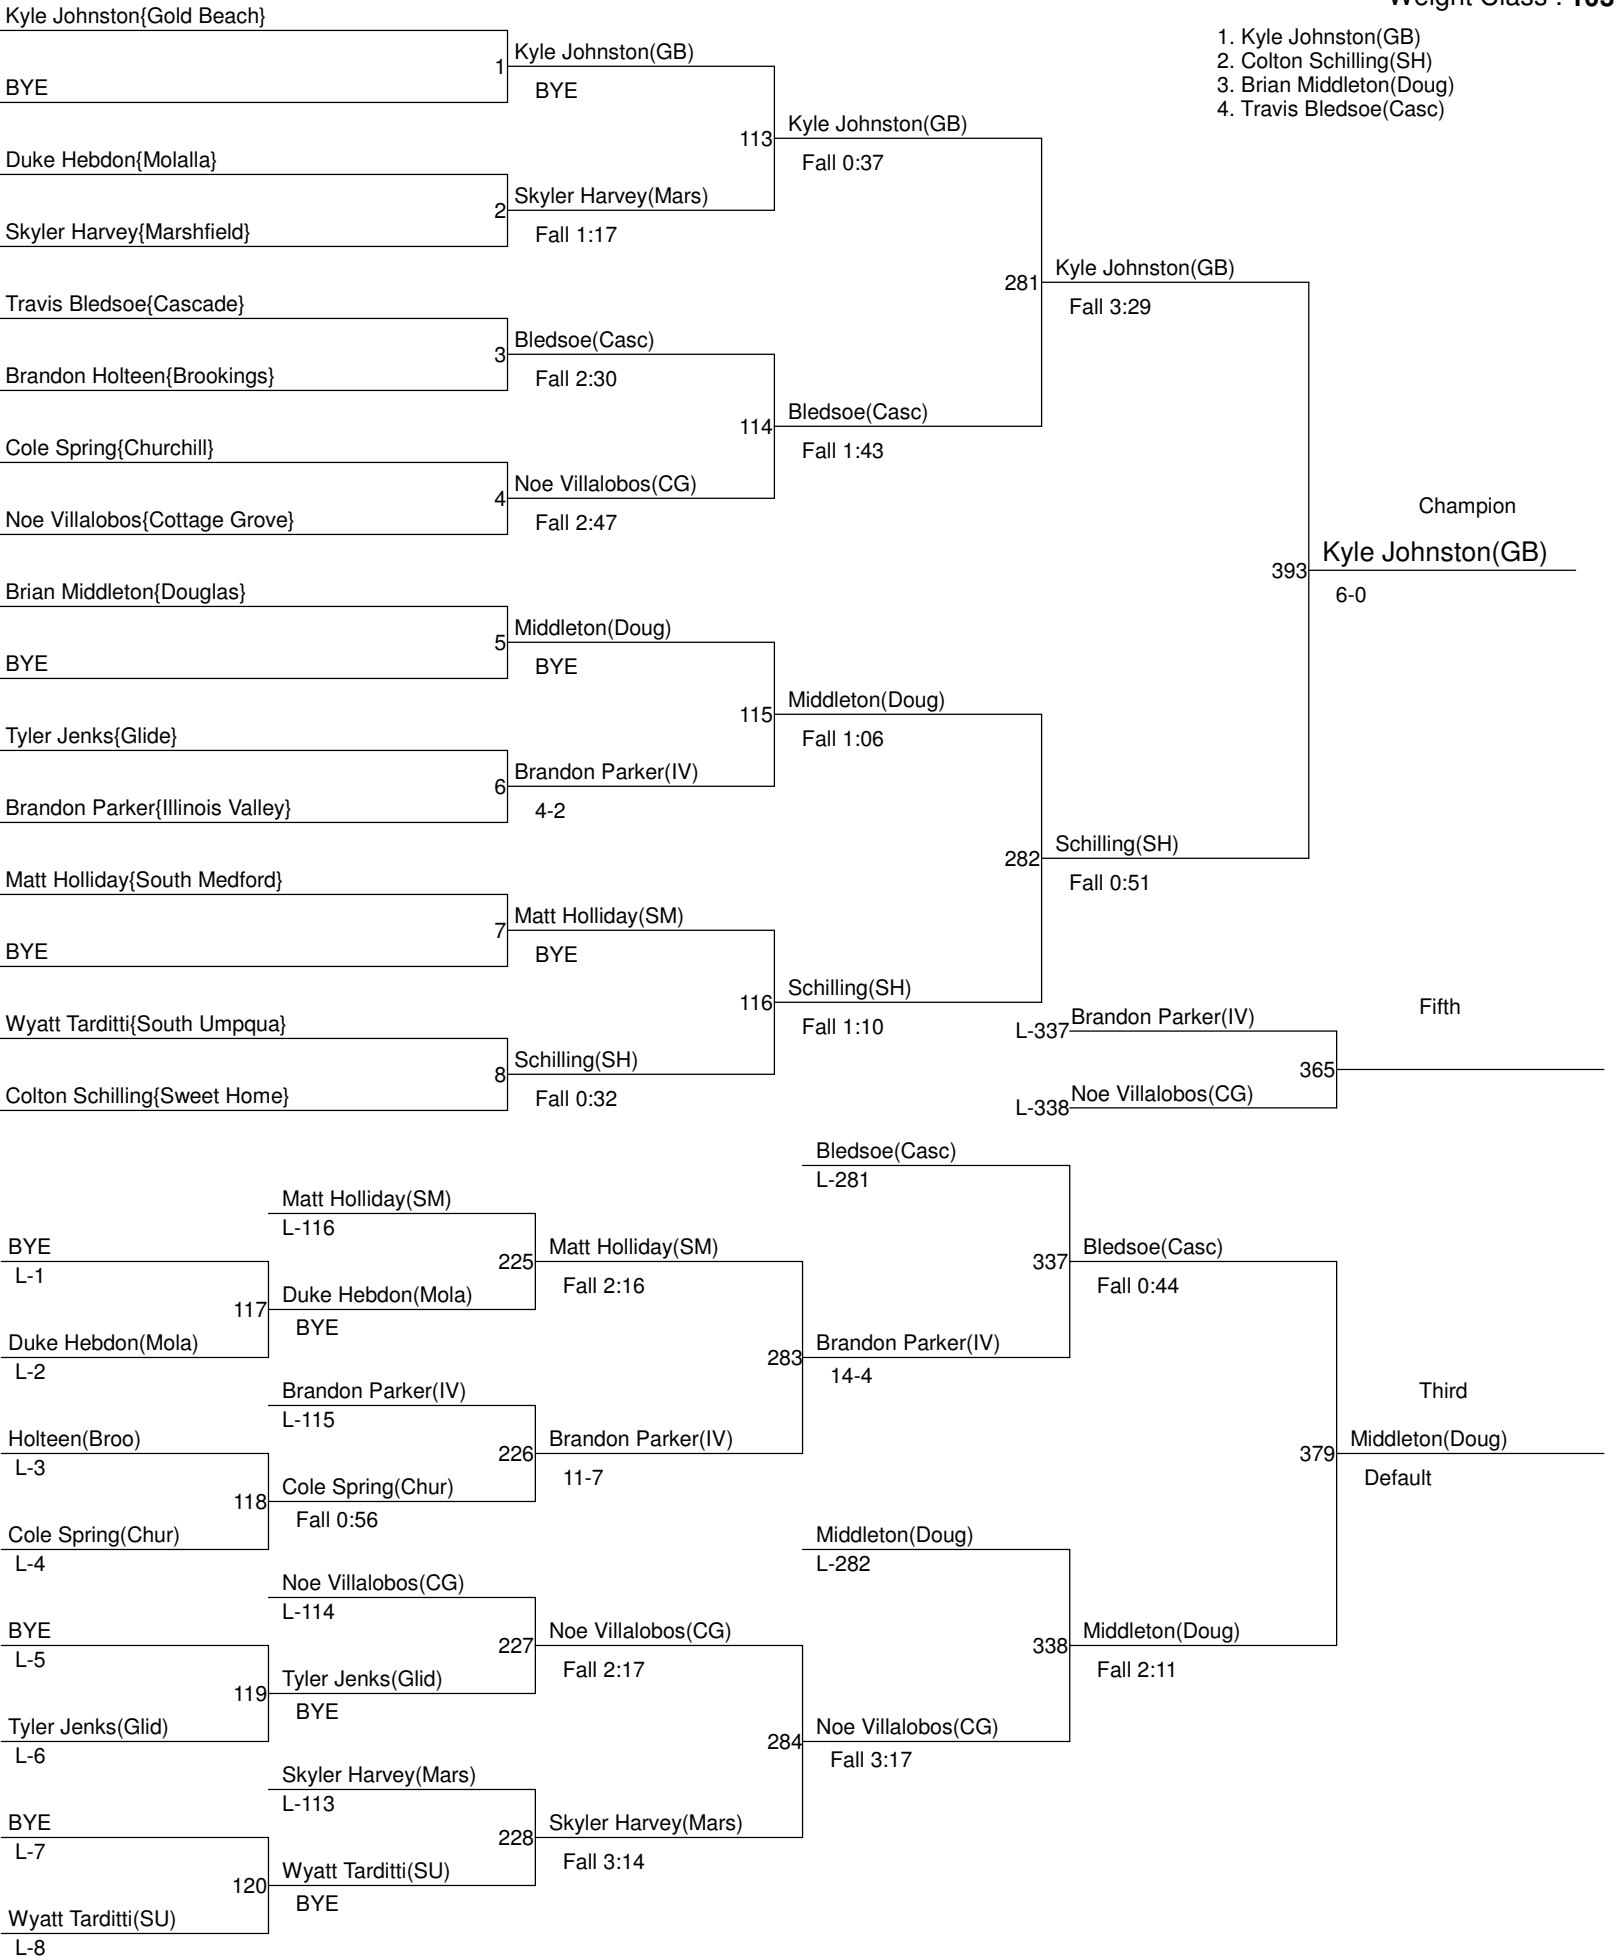 Weight Class :
1. Kyle Johnston(GB)
2. Colton Schilling(SH)
3. Brian Middleton(Doug)
4. Travis Bledsoe(Casc)
Kyle Johnston{Gold Beach}
1
Kyle Johnston(GB)
BYE
BYE
113
Kyle Johnston(GB)
Fall 0:37
Duke Hebdon{Molalla}
2
Skyler Harvey(Mars)
Skyler Harvey{Marshfield}
Fall 1:17
281
Kyle Johnston(GB)
Fall 3:29
Travis Bledsoe{Cascade}
3
Bledsoe(Casc)
Brandon Holteen{Brookings}
Fall 2:30
114
Bledsoe(Casc)
Fall 1:43
Cole Spring{Churchill}
4
Noe Villalobos(CG)
Noe Villalobos{Cottage Grove}
Fall 2:47
Champion
393
Kyle Johnston(GB)
6-0
Brian Middleton{Douglas}
5
Middleton(Doug)
BYE
BYE
115
Middleton(Doug)
Fall 1:06
Tyler Jenks{Glide}
6
Brandon Parker(IV)
Brandon Parker{Illinois Valley}
4-2
282
Schilling(SH)
Fall 0:51
Matt Holliday{South Medford}
7
Matt Holliday(SM)
BYE
BYE
116
Schilling(SH)
Fall 1:10
Wyatt Tarditti{South Umpqua}
8
Schilling(SH)
Colton Schilling{Sweet Home}
Fall 0:32
Fifth
L-337
Brandon Parker(IV)
365
L-338
Noe Villalobos(CG)
Bledsoe(Casc)
L-281
Matt Holliday(SM)
L-116
BYE
L-1
225
Matt Holliday(SM)
Fall 2:16
337
Bledsoe(Casc)
Fall 0:44
117
Duke Hebdon(Mola)
BYE
Duke Hebdon(Mola)
L-2
283
Brandon Parker(IV)
14-4
Brandon Parker(IV)
L-115
Third
Holteen(Broo)
L-3
226
Brandon Parker(IV)
11-7
379
Middleton(Doug)
Default
118
Cole Spring(Chur)
Fall 0:56
Cole Spring(Chur)
L-4
Middleton(Doug)
L-282
Noe Villalobos(CG)
L-114
BYE
L-5
227
Noe Villalobos(CG)
Fall 2:17
338
Middleton(Doug)
Fall 2:11
119
Tyler Jenks(Glid)
BYE
Tyler Jenks(Glid)
L-6
284
Noe Villalobos(CG)
Fall 3:17
Skyler Harvey(Mars)
L-113
BYE
L-7
228
Skyler Harvey(Mars)
Fall 3:14
120
Wyatt Tarditti(SU)
BYE
Wyatt Tarditti(SU)
L-8